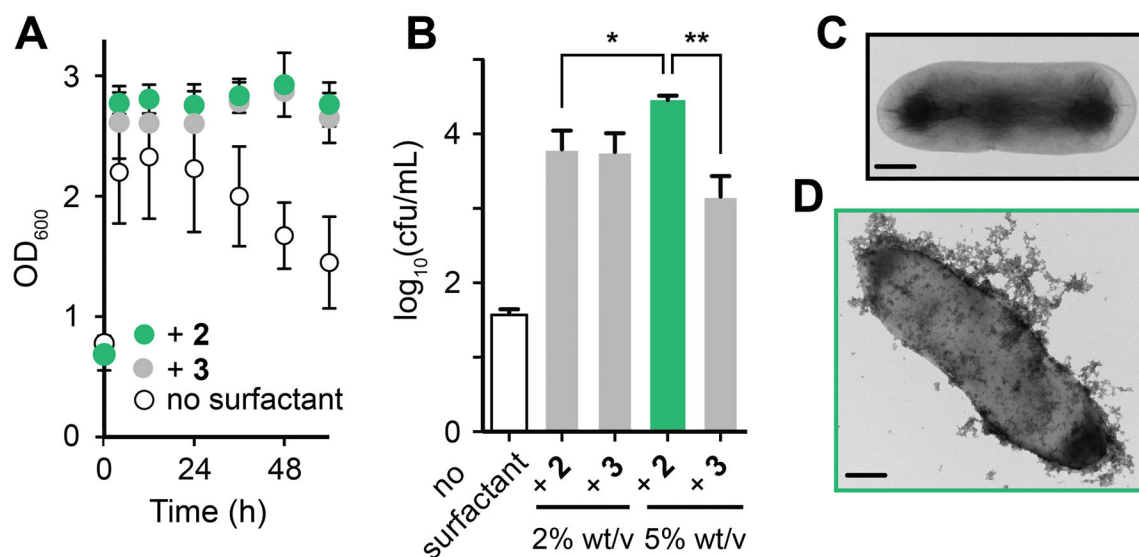 A
OD600
3
2
1
0
+ 2
+ 3
no surfactant
0 24 48
Time (h)
B
log10(cfu/mL)
4
2
0
* **
no surfactant
+ 2
+ 3
+ 2
+ 3
2% wt/v 5% wt/v
C
D